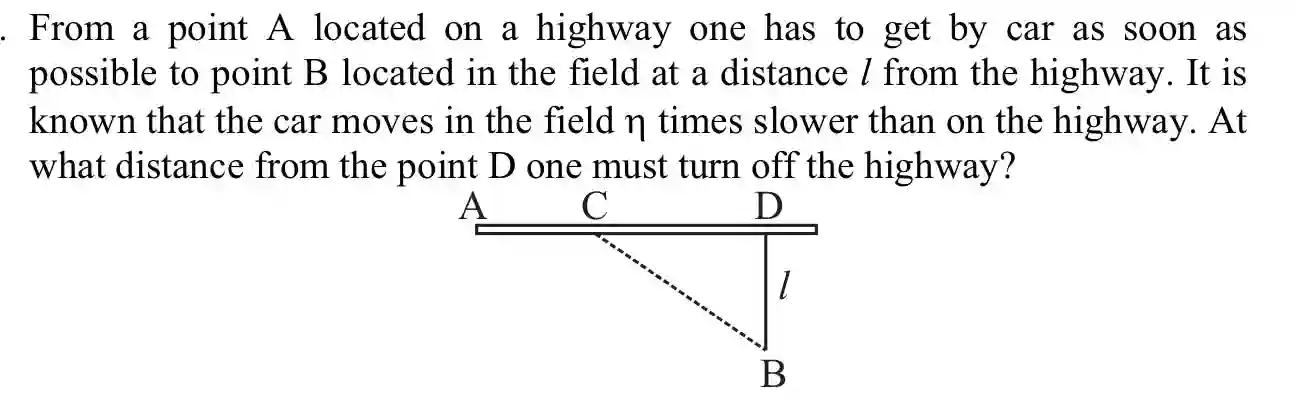 . From a point A located on a highway one has to get by car as soon as
possible to point B located in the field at a distance l from the highway. It is
known that the car moves in the field η times slower than on the highway. At
what distance from the point D one must turn off the highway?
A C D
l
B